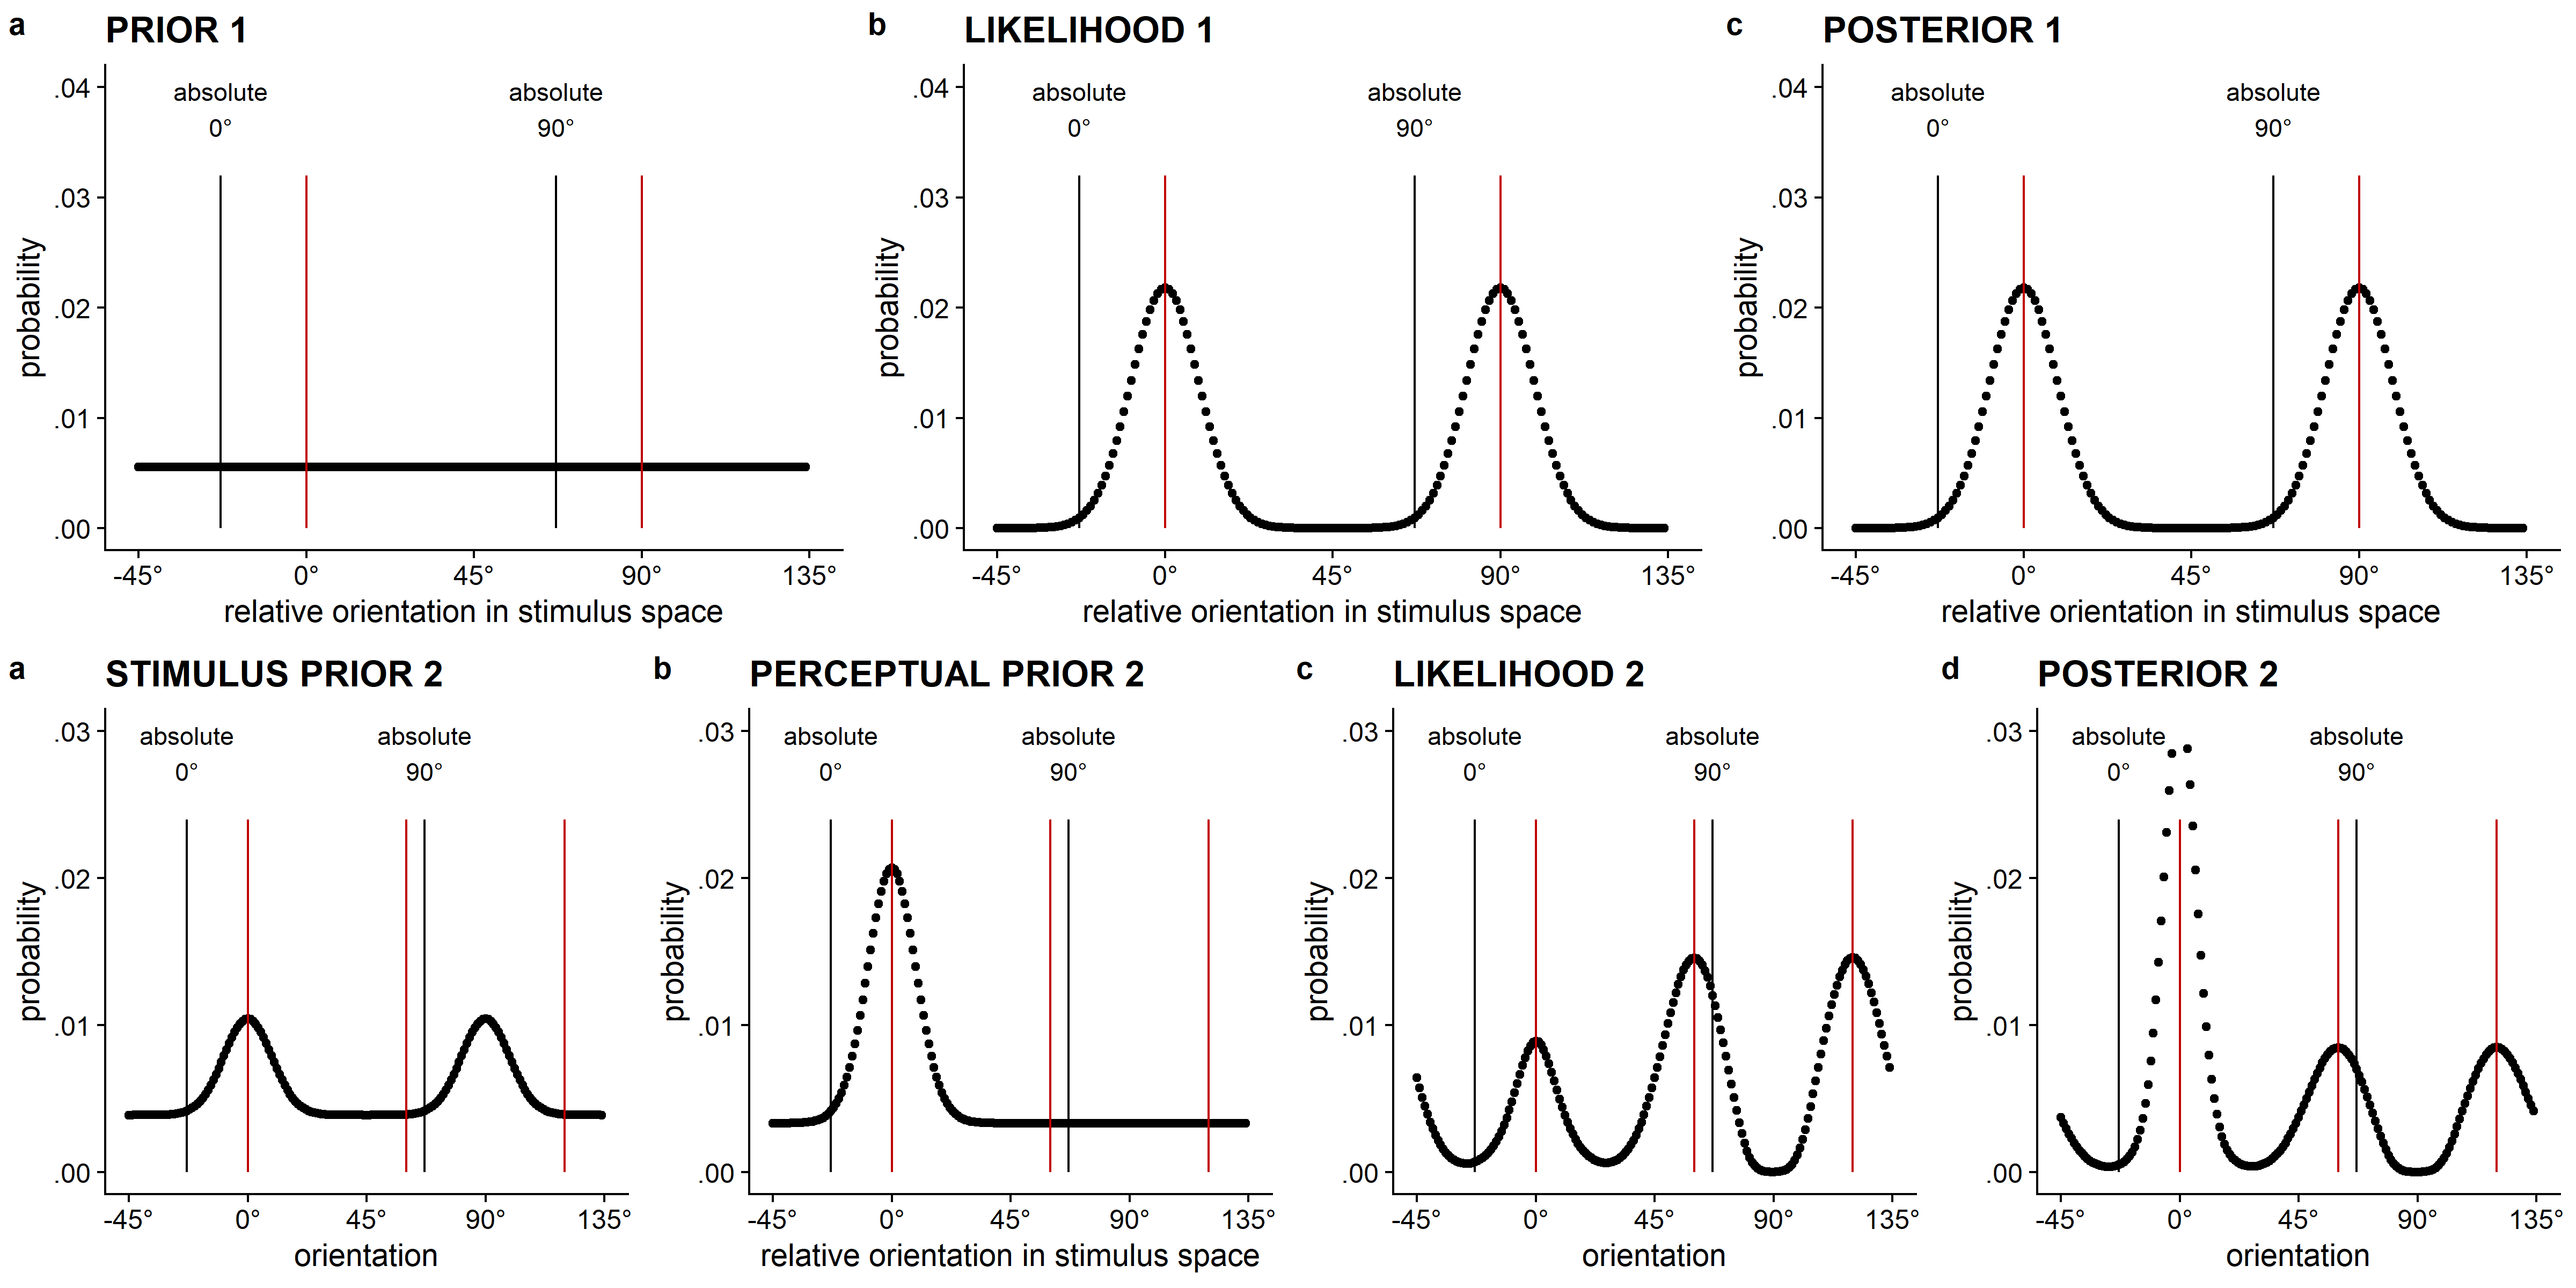 a PRIOR 1
absolute 0°
absolute 90°
.04
.03
.02
.01
.00
probability
-45° 0° 45° 90° 135°
relative orientation in stimulus space
b LIKELIHOOD 1
absolute 0°
absolute 90°
.04
.03
.02
.01
.00
probability
-45° 0° 45° 90° 135°
relative orientation in stimulus space
c POSTERIOR 1
absolute 0°
absolute 90°
.04
.03
.02
.01
.00
probability
-45° 0° 45° 90° 135°
relative orientation in stimulus space
a STIMULUS PRIOR 2
absolute 0°
absolute 90°
.03
.02
.01
.00
probability
-45° 0° 45° 90° 135°
orientation
b PERCEPTUAL PRIOR 2
absolute 0°
absolute 90°
.03
.02
.01
.00
probability
-45° 0° 45° 90° 135°
relative orientation in stimulus space
c LIKELIHOOD 2
absolute 0°
absolute 90°
.03
.02
.01
.00
probability
-45° 0° 45° 90° 135°
orientation
d POSTERIOR 2
absolute 0°
absolute 90°
.03
.02
.01
.00
probability
-45° 0° 45° 90° 135°
orientation